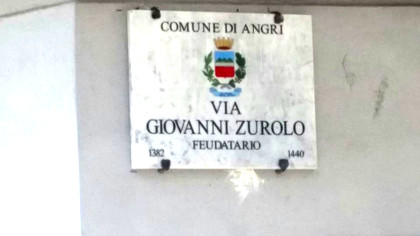 COMUNE DI ANGRI
VIA
GIOVANNI ZUROLO
FEUDATARIO
1382 1440